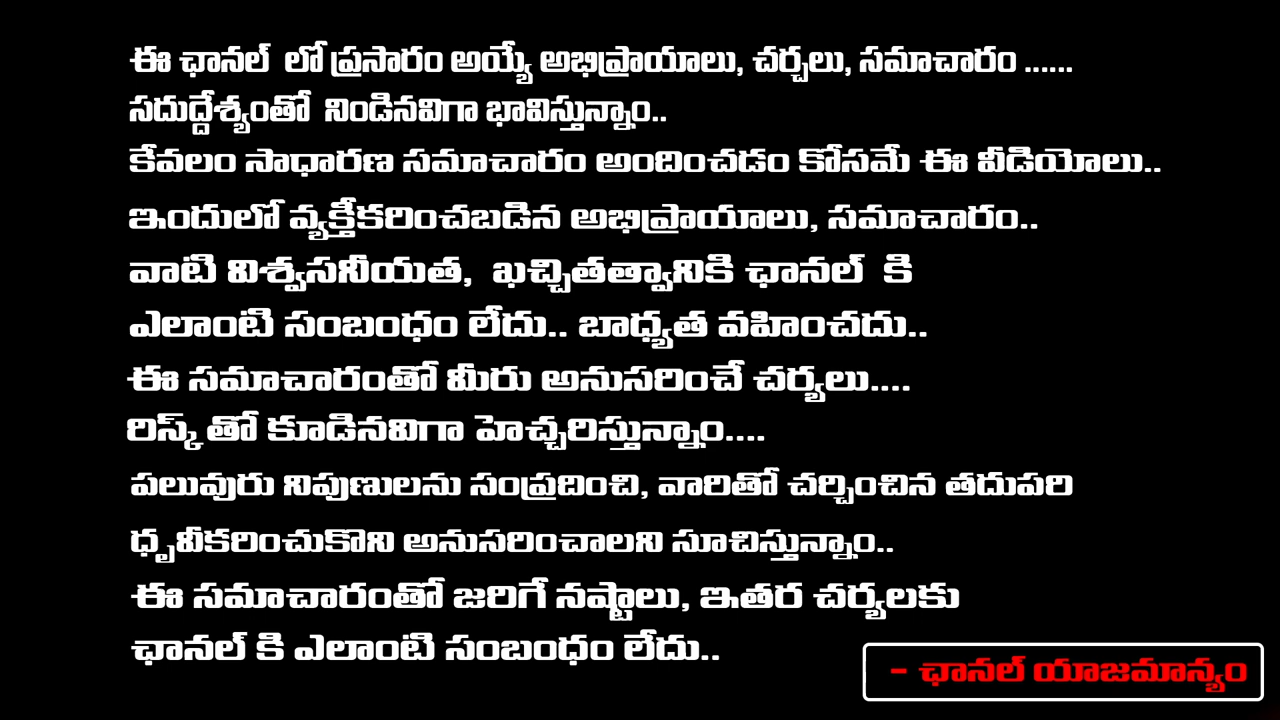 ఈ ఛానల్ లో ప్రసారం అయ్యే అభిప్రాయాలు, చర్చలు, సమాచారం ......
సదుద్దేశ్యంతో నిండినవిగా భావిస్తున్నాం..
కేవలం సాధారణ సమాచారం అందించడం కోసమే ఈ వీడియోలు..
ఇందులో వ్యక్తీకరించబడిన అభిప్రాయాలు, సమాచారం..
వాటి విశ్వసనీయత, ఖచ్చితత్వానికి ఛానల్ కి
ఎలాంటి సంబంధం లేదు.. బాధ్యత వహించదు..
ఈ సమాచారంతో మీరు అనుసరించే చర్యలు....
రిస్క్ తో కూడినవిగా హెచ్చరిస్తున్నాం....
పలువురు నిపుణులను సంప్రదించి, వారితో చర్చించిన తదుపరి
ధృవీకరించుకొని అనుసరించాలని సూచిస్తున్నాం..
ఈ సమాచారంతో జరిగే నష్టాలు, ఇతర చర్యలకు
ఛానల్ కి ఎలాంటి సంబంధం లేదు..
- ఛానల్ యాజమాన్యం